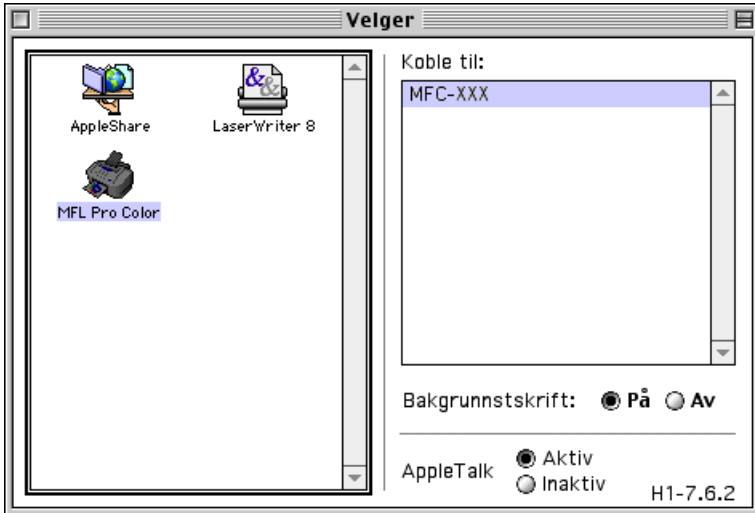 Velger
AppleShare
LaserWriter 8
MFL Pro Color
Koble til:
MFC-XXX
Bakgrunnstskrift: På Av
AppleTalk Aktiv
Inaktiv
H1-7.6.2